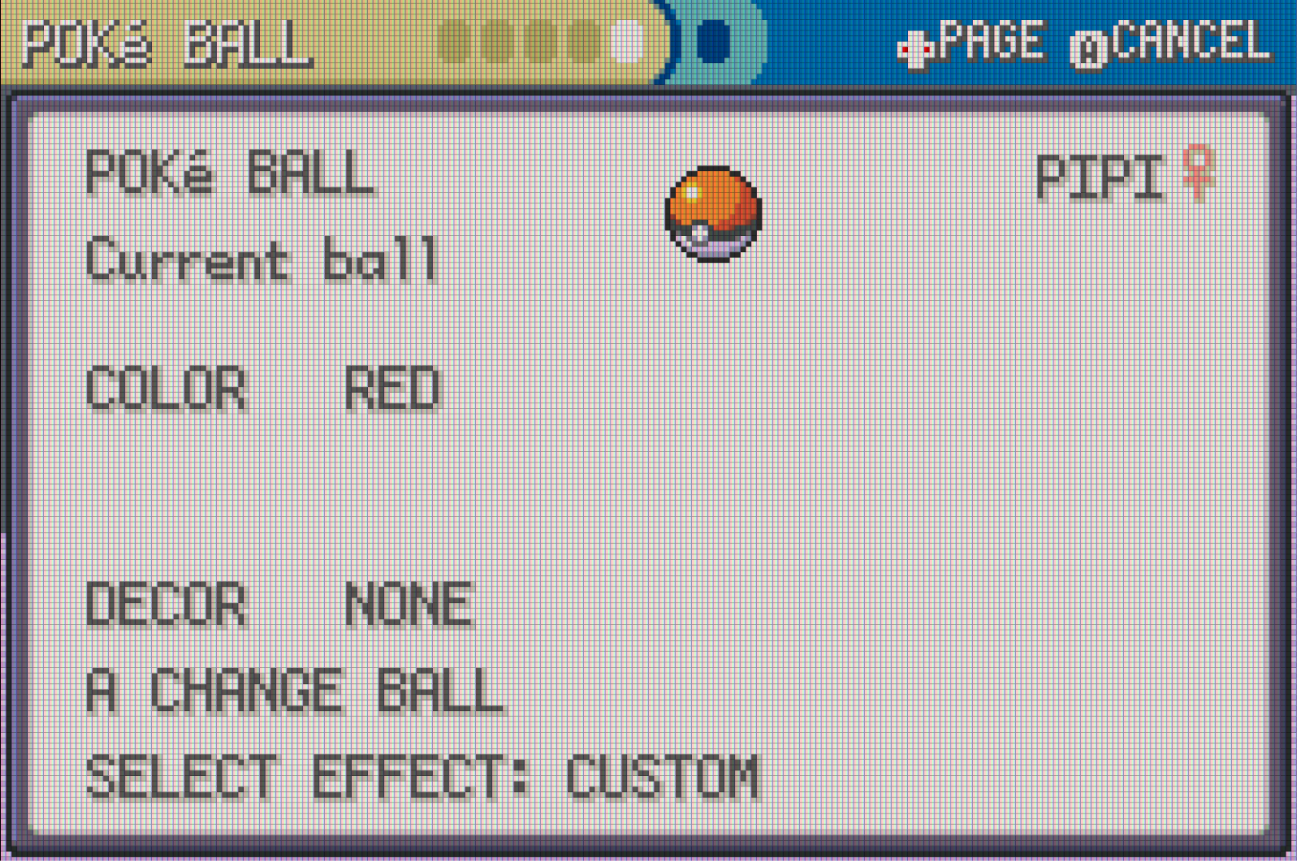 POKé BALL PAGE A CANCEL
POKé BALL PIPI♀
Current ball
COLOR RED
DECOR NONE
A CHANGE BALL
SELECT EFFECT: CUSTOM